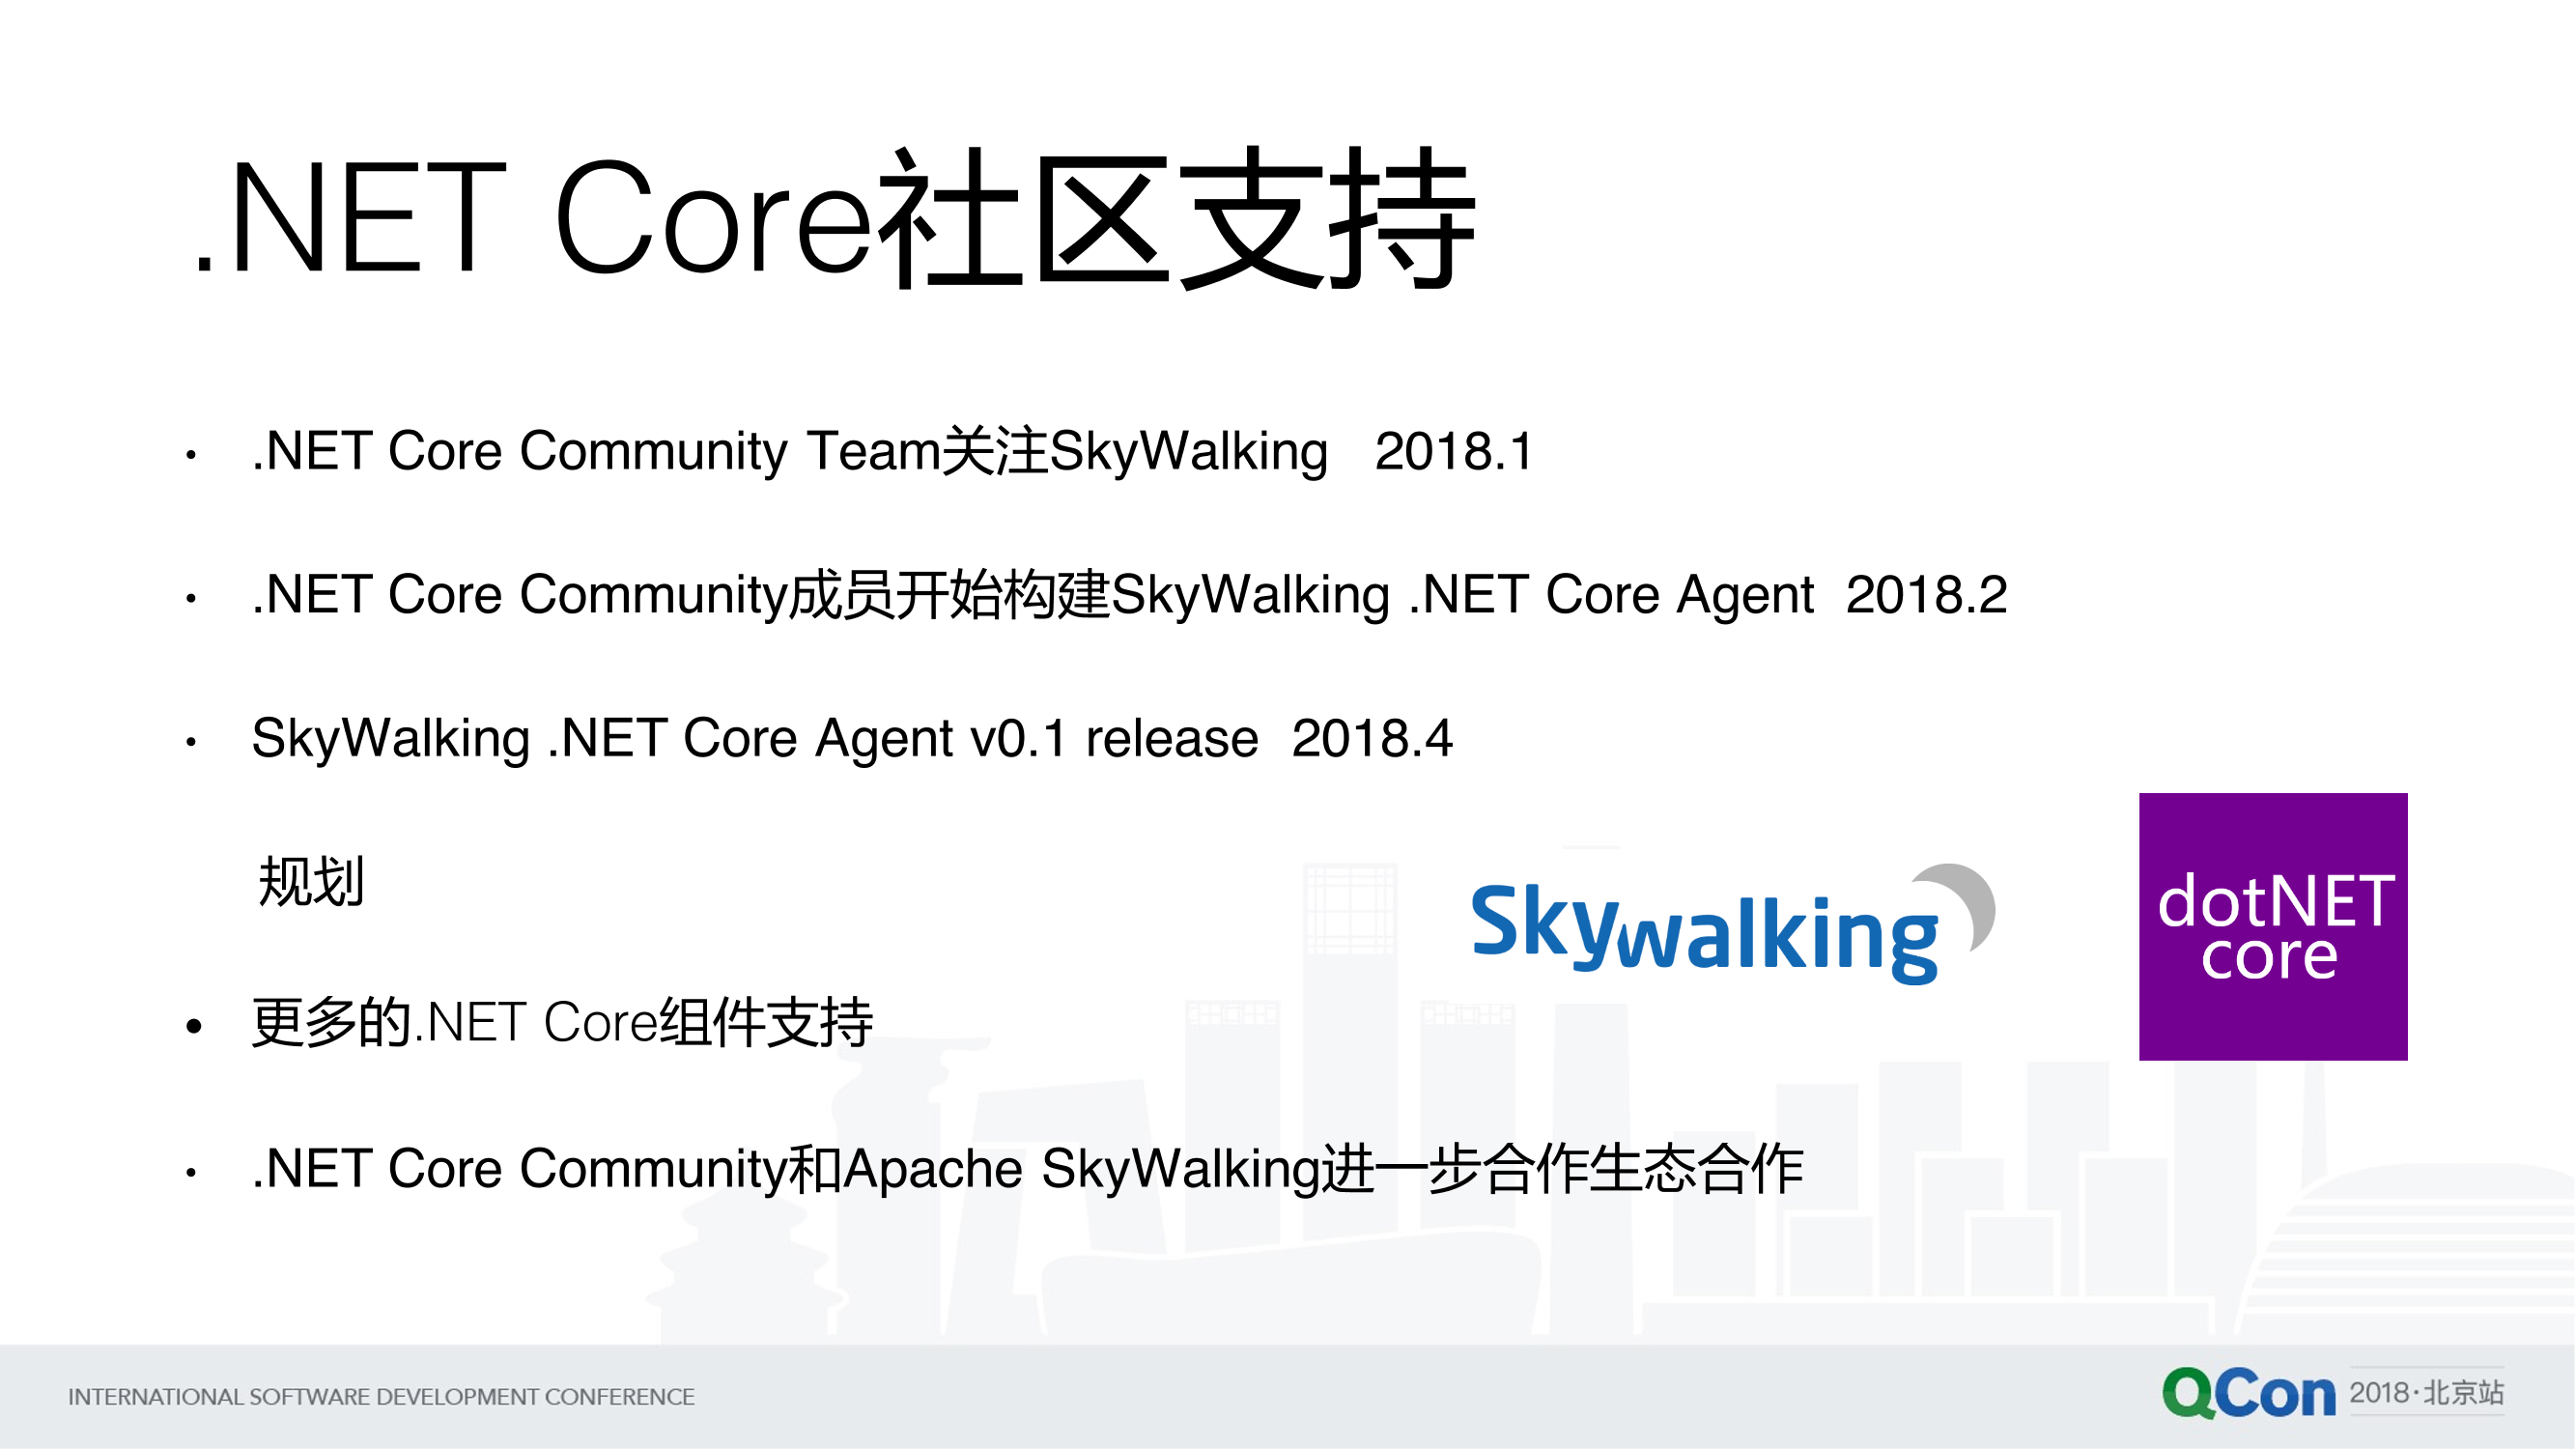 .NET Core社区支持
• .NET Core Community Team关注SkyWalking 2018.1
• .NET Core Community成员开始构建SkyWalking .NET Core Agent 2018.2
• SkyWalking .NET Core Agent v0.1 release 2018.4
规划
Skywalking
dotNET
core
• 更多的.NET Core组件支持
• .NET Core Community和Apache SkyWalking进一步合作生态合作
INTERNATIONAL SOFTWARE DEVELOPMENT CONFERENCE
QCon 2018·北京站